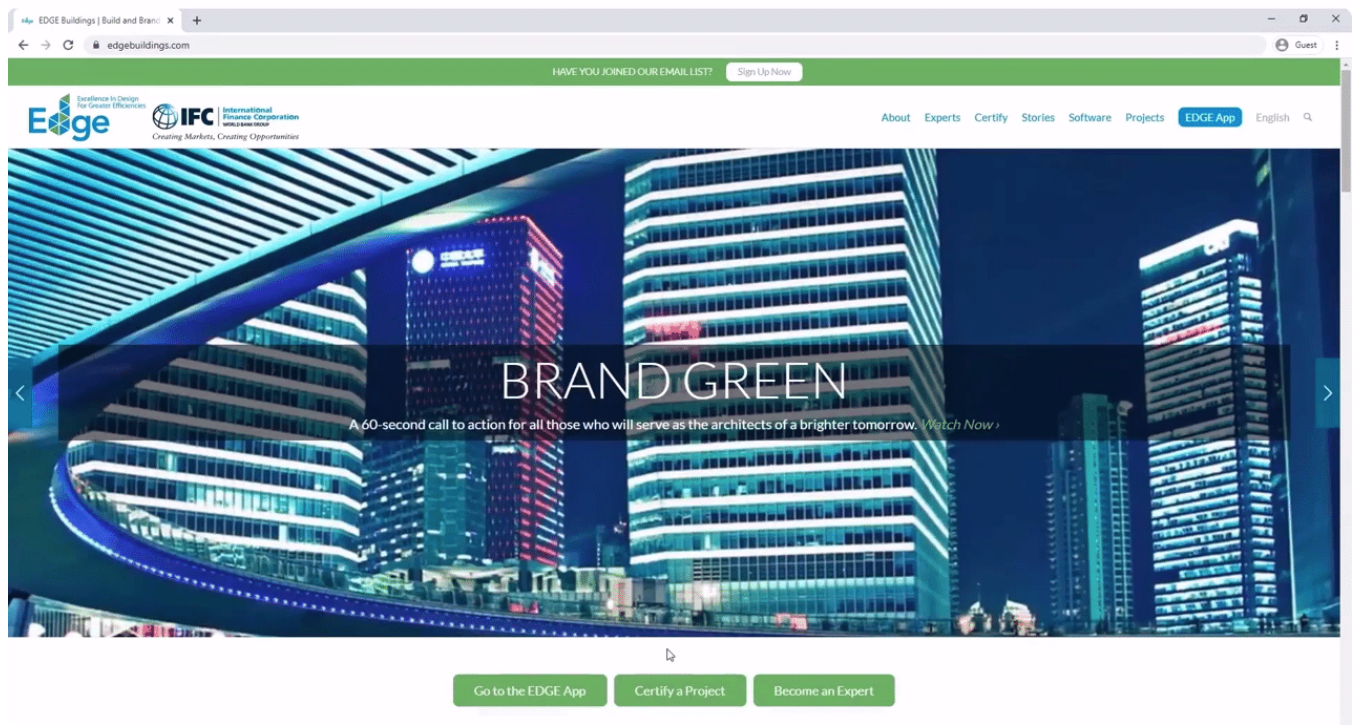 edge EDGE Buildings | Build and Brand
edgebuildings.com
Guest
HAVE YOU JOINED OUR EMAIL LIST? Sign Up Now
Edge
Excellence In Design
For Greater Efficiencies
IFC
International
Finance Corporation
WORLD BANK GROUP
Creating Markets, Creating Opportunities
About Experts Certify Stories Software Projects EDGE App English
BRAND GREEN
A 60-second call to action for all those who will serve as the architects of a brighter tomorrow. Watch Now ›
Go to the EDGE App Certify a Project Become an Expert